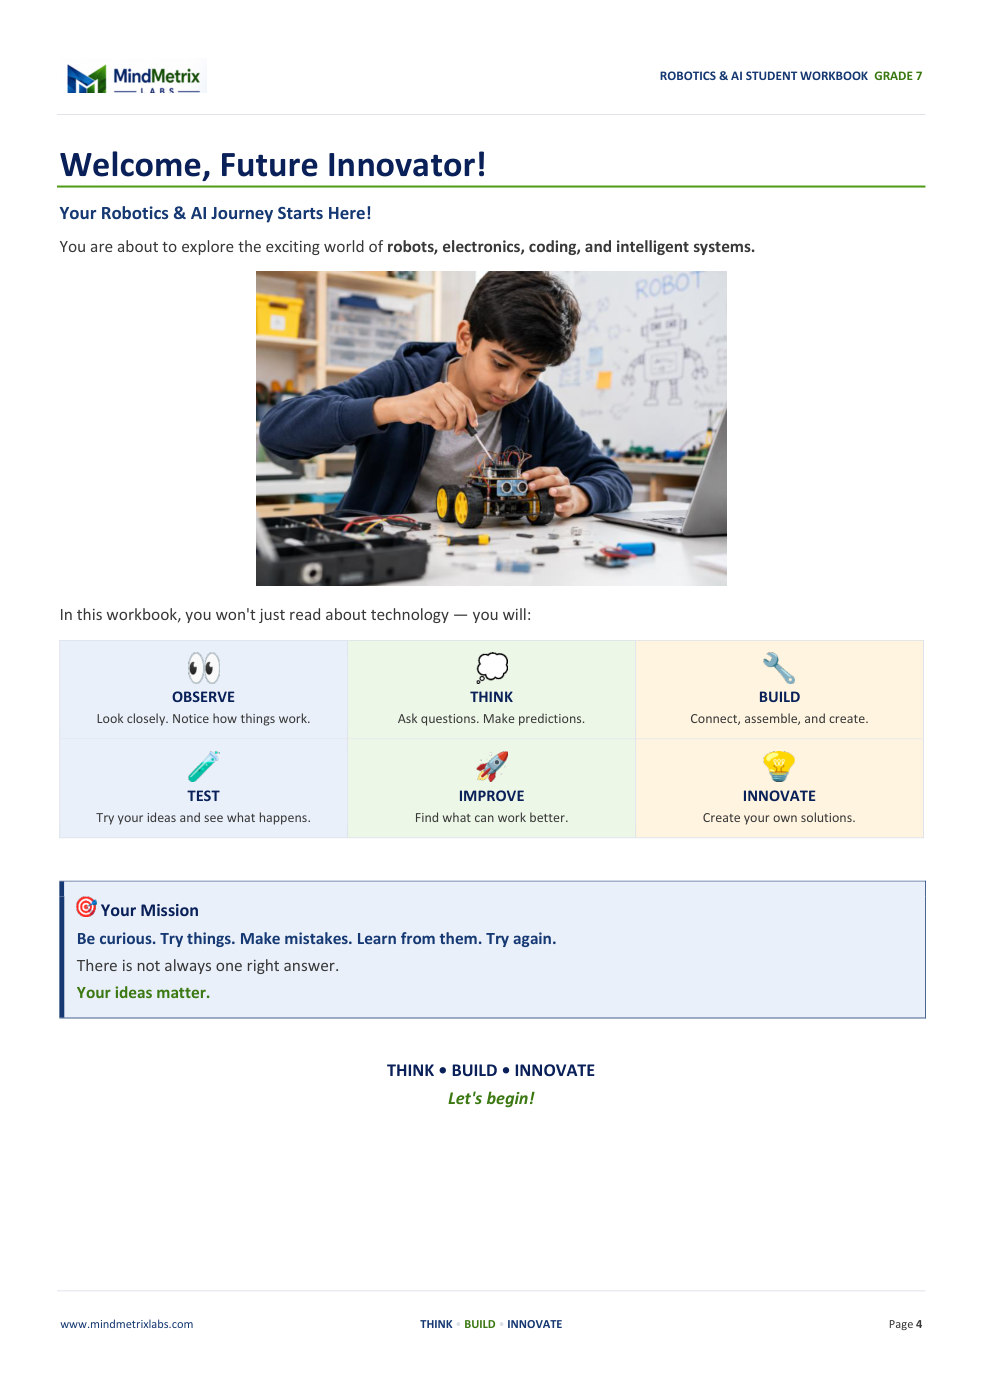 MindMetrix
LABS
ROBOTICS & AI STUDENT WORKBOOK GRADE 7
Welcome, Future Innovator!
Your Robotics & AI Journey Starts Here!
You are about to explore the exciting world of robots, electronics, coding, and intelligent systems.
ROBOT
In this workbook, you won't just read about technology — you will:
OBSERVE
Look closely. Notice how things work.
THINK
Ask questions. Make predictions.
BUILD
Connect, assemble, and create.
TEST
Try your ideas and see what happens.
IMPROVE
Find what can work better.
INNOVATE
Create your own solutions.
🎯 Your Mission
Be curious. Try things. Make mistakes. Learn from them. Try again.
There is not always one right answer.
Your ideas matter.
THINK • BUILD • INNOVATE
Let's begin!
www.mindmetrixlabs.com
THINK • BUILD • INNOVATE
Page 4